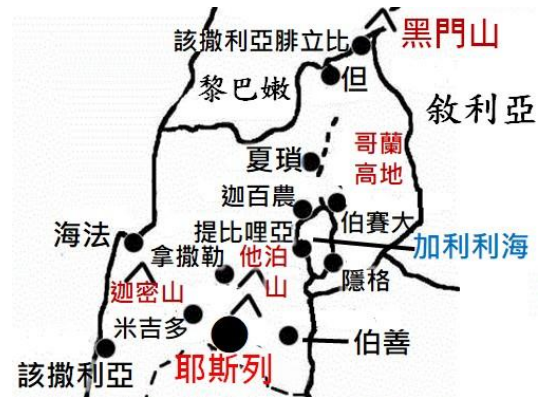 黑門山
該撒利亞腓立比
但
黎巴嫩
敘利亞
哥蘭
高地
夏瑣
迦百農
伯賽大
海法
提比哩亞
加利利海
拿撒勒
他泊
山
隱格
迦密山
米吉多
伯善
耶斯列
該撒利亞